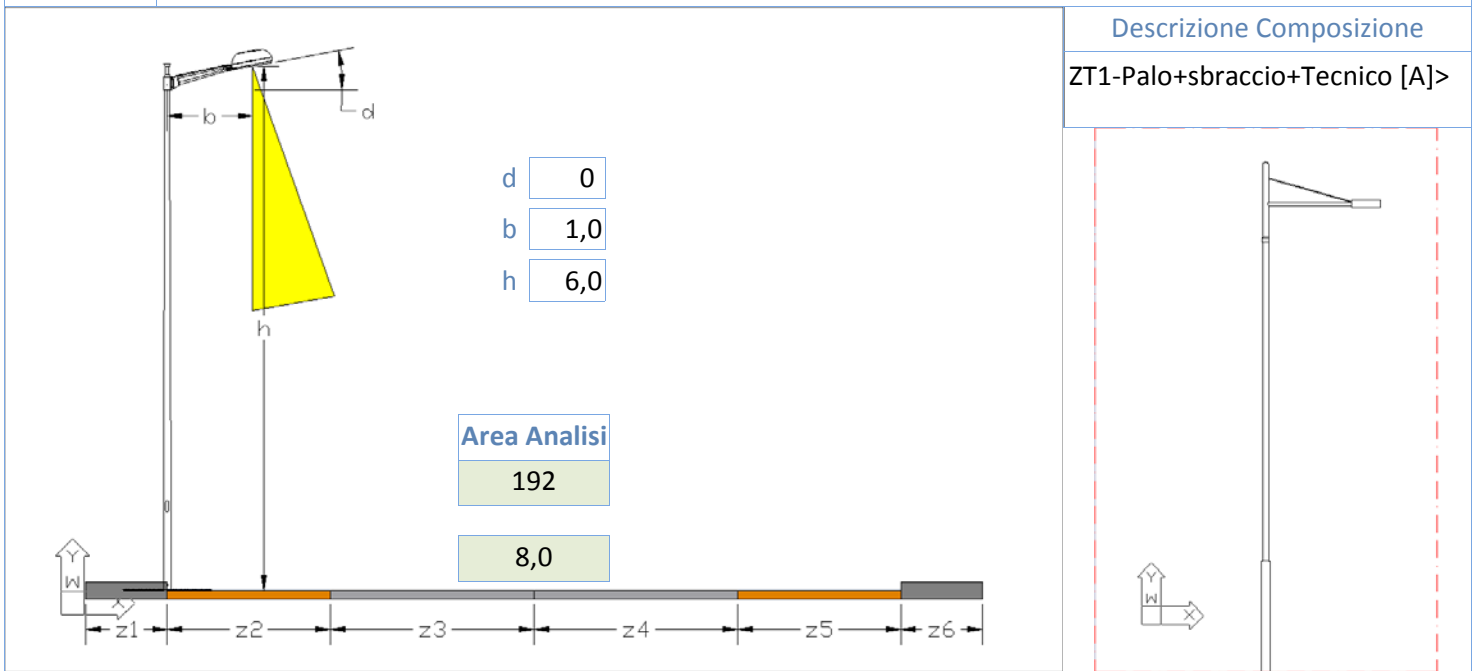 Descrizione Composizione
ZT1-Palo+sbraccio+Tecnico [A]>
d
b
d 0
b 1,0
h 6,0
h
Area Analisi
192
8,0
Y
W
X
z1 z2 z3 z4 z5 z6
Y
W
X